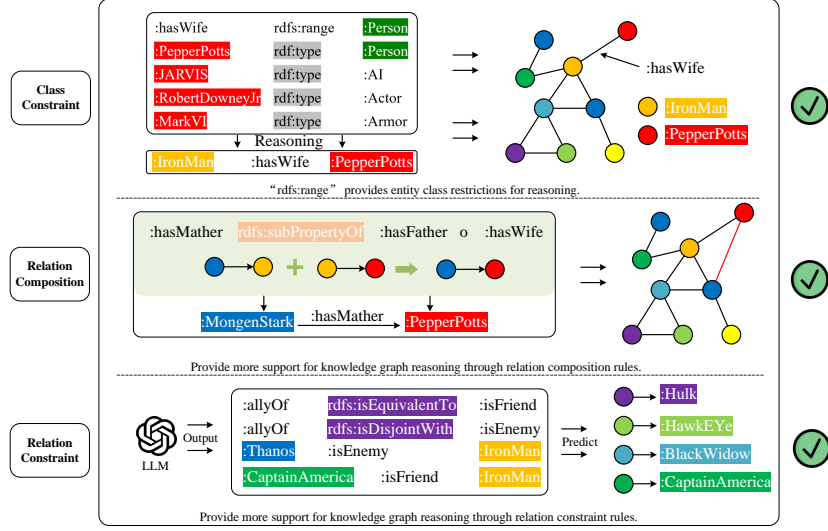 Class
Constraint
:hasWife rdfs:range :Person
:PepperPotts rdf:type :Person
:JARVIS rdf:type :AI
:RobertDowneyJr rdf:type :Actor
:MarkVI rdf:type :Armor
Reasoning
:IronMan :hasWife :PepperPotts
:hasWife
:IronMan
:PepperPotts
“rdfs:range” provides entity class restrictions for reasoning.
Relation
Composition
:hasMather rdfs:subPropertyOf :hasFather o :hasWife
:MongenStark :hasMather :PepperPotts
Provide more support for knowledge graph reasoning through relation composition rules.
Relation
Constraint
LLM
Output
:allyOf rdfs:isEquivalentTo :isFriend
:allyOf rdfs:isDisjointWith :isEnemy
:Thanos :isEnemy :IronMan
:CaptainAmerica :isFriend :IronMan
Predict
:Hulk
:HawkEYe
:BlackWidow
:CaptainAmerica
Provide more support for knowledge graph reasoning through relation constraint rules.